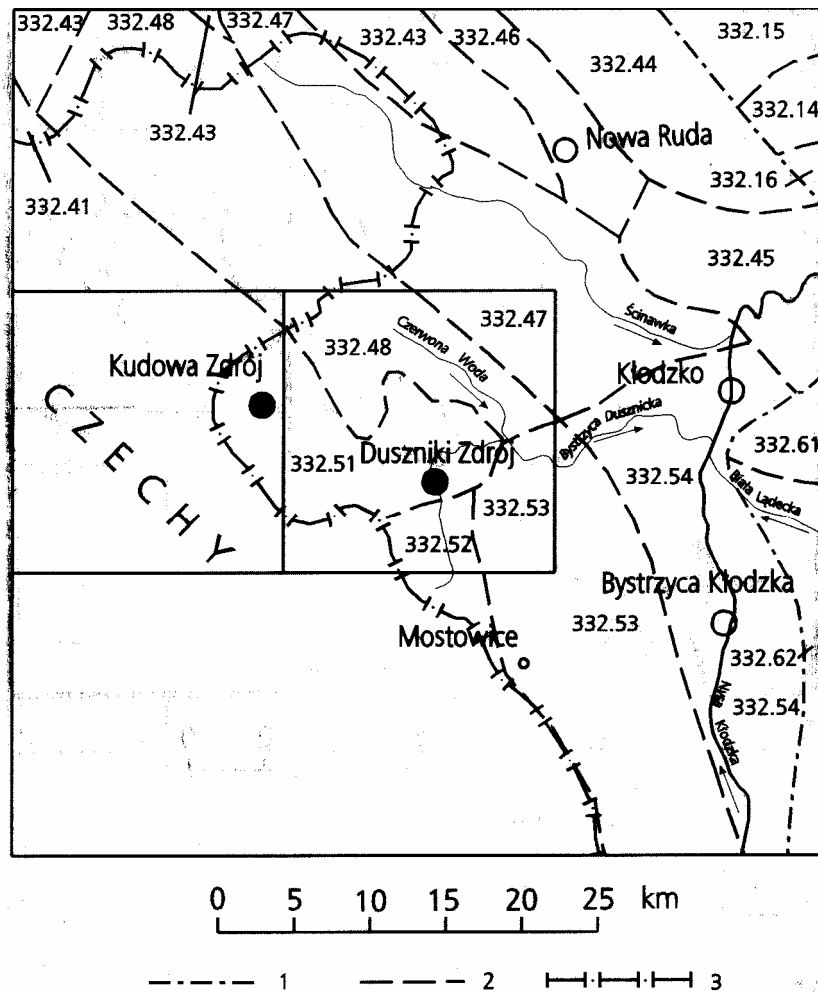 332.43 332.48 332.47 332.43 332.46 332.15
332.44
332.14
332.43
Nowa Ruda
332.16
332.41
332.45
332.47
Ścinawka
Czerwona Woda
332.48
Kudowa Zdrój
Kłodzko
CZECHY
Bystrzyca Dusznicka
332.61
332.51
Duszniki Zdrój
332.54
Biała Lądecka
332.53
332.52
Bystrzyca Kłodzka
332.53
Mostowice
332.62
332.54
Nysa Kłodzka
0 5 10 15 20 25 km
1 2 3